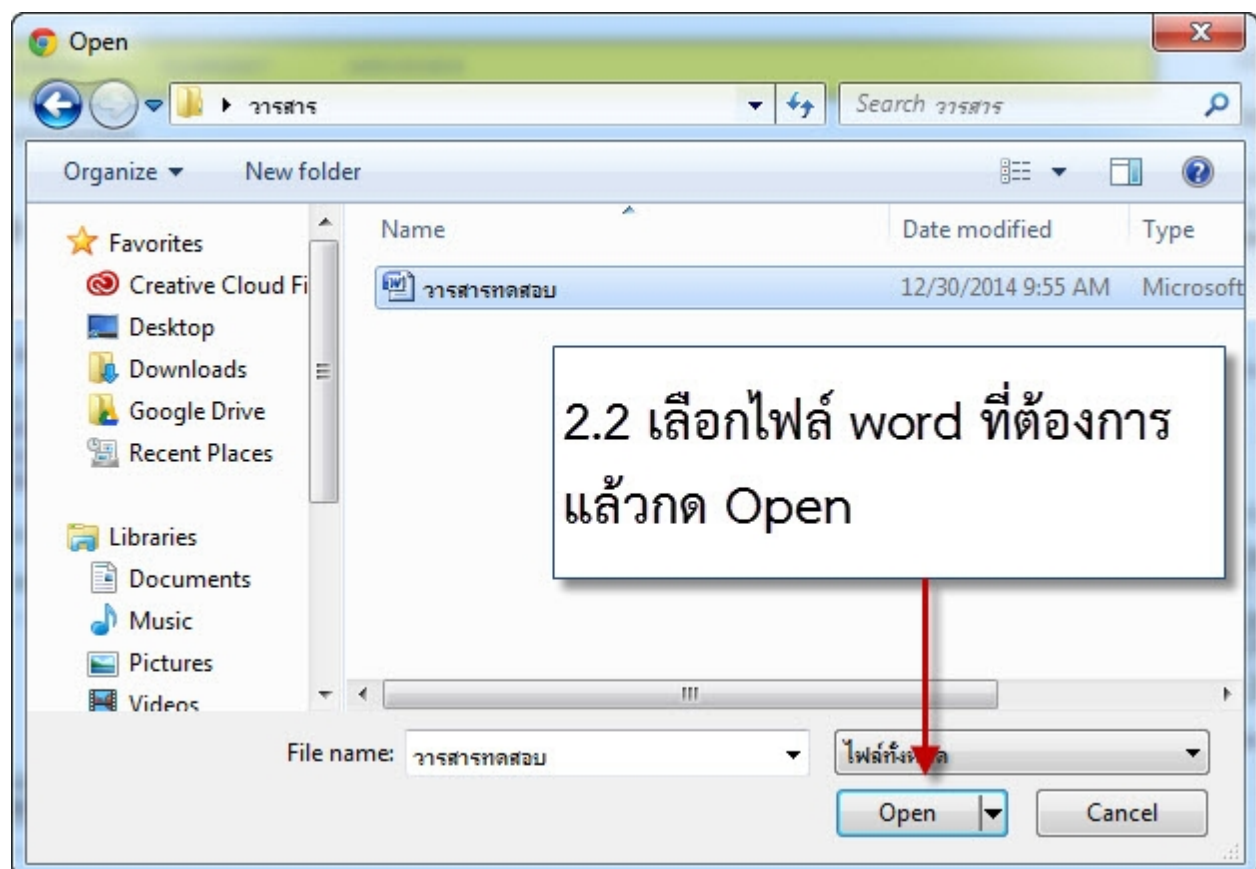 Open
วารสาร
Search วารสาร
Organize
New folder
Name
Date modified
Type
Favorites
Creative Cloud Fi
Desktop
Downloads
Google Drive
Recent Places
Libraries
Documents
Music
Pictures
Videos
วารสารทดสอบ
12/30/2014 9:55 AM
Microsoft
2.2 เลือกไฟล์ word ที่ต้องการ
แล้วกด Open
File name:
วารสารทดสอบ
Open
Cancel